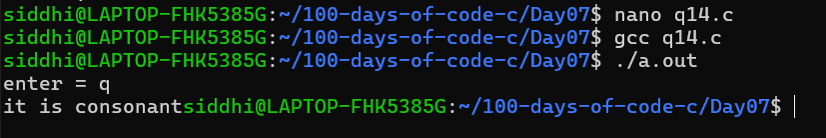 siddhi@LAPTOP-FHK5385G:~/100-days-of-code-c/Day07$ nano q14.c
siddhi@LAPTOP-FHK5385G:~/100-days-of-code-c/Day07$ gcc q14.c
siddhi@LAPTOP-FHK5385G:~/100-days-of-code-c/Day07$ ./a.out
enter = q
it is consonantsiddhi@LAPTOP-FHK5385G:~/100-days-of-code-c/Day07$